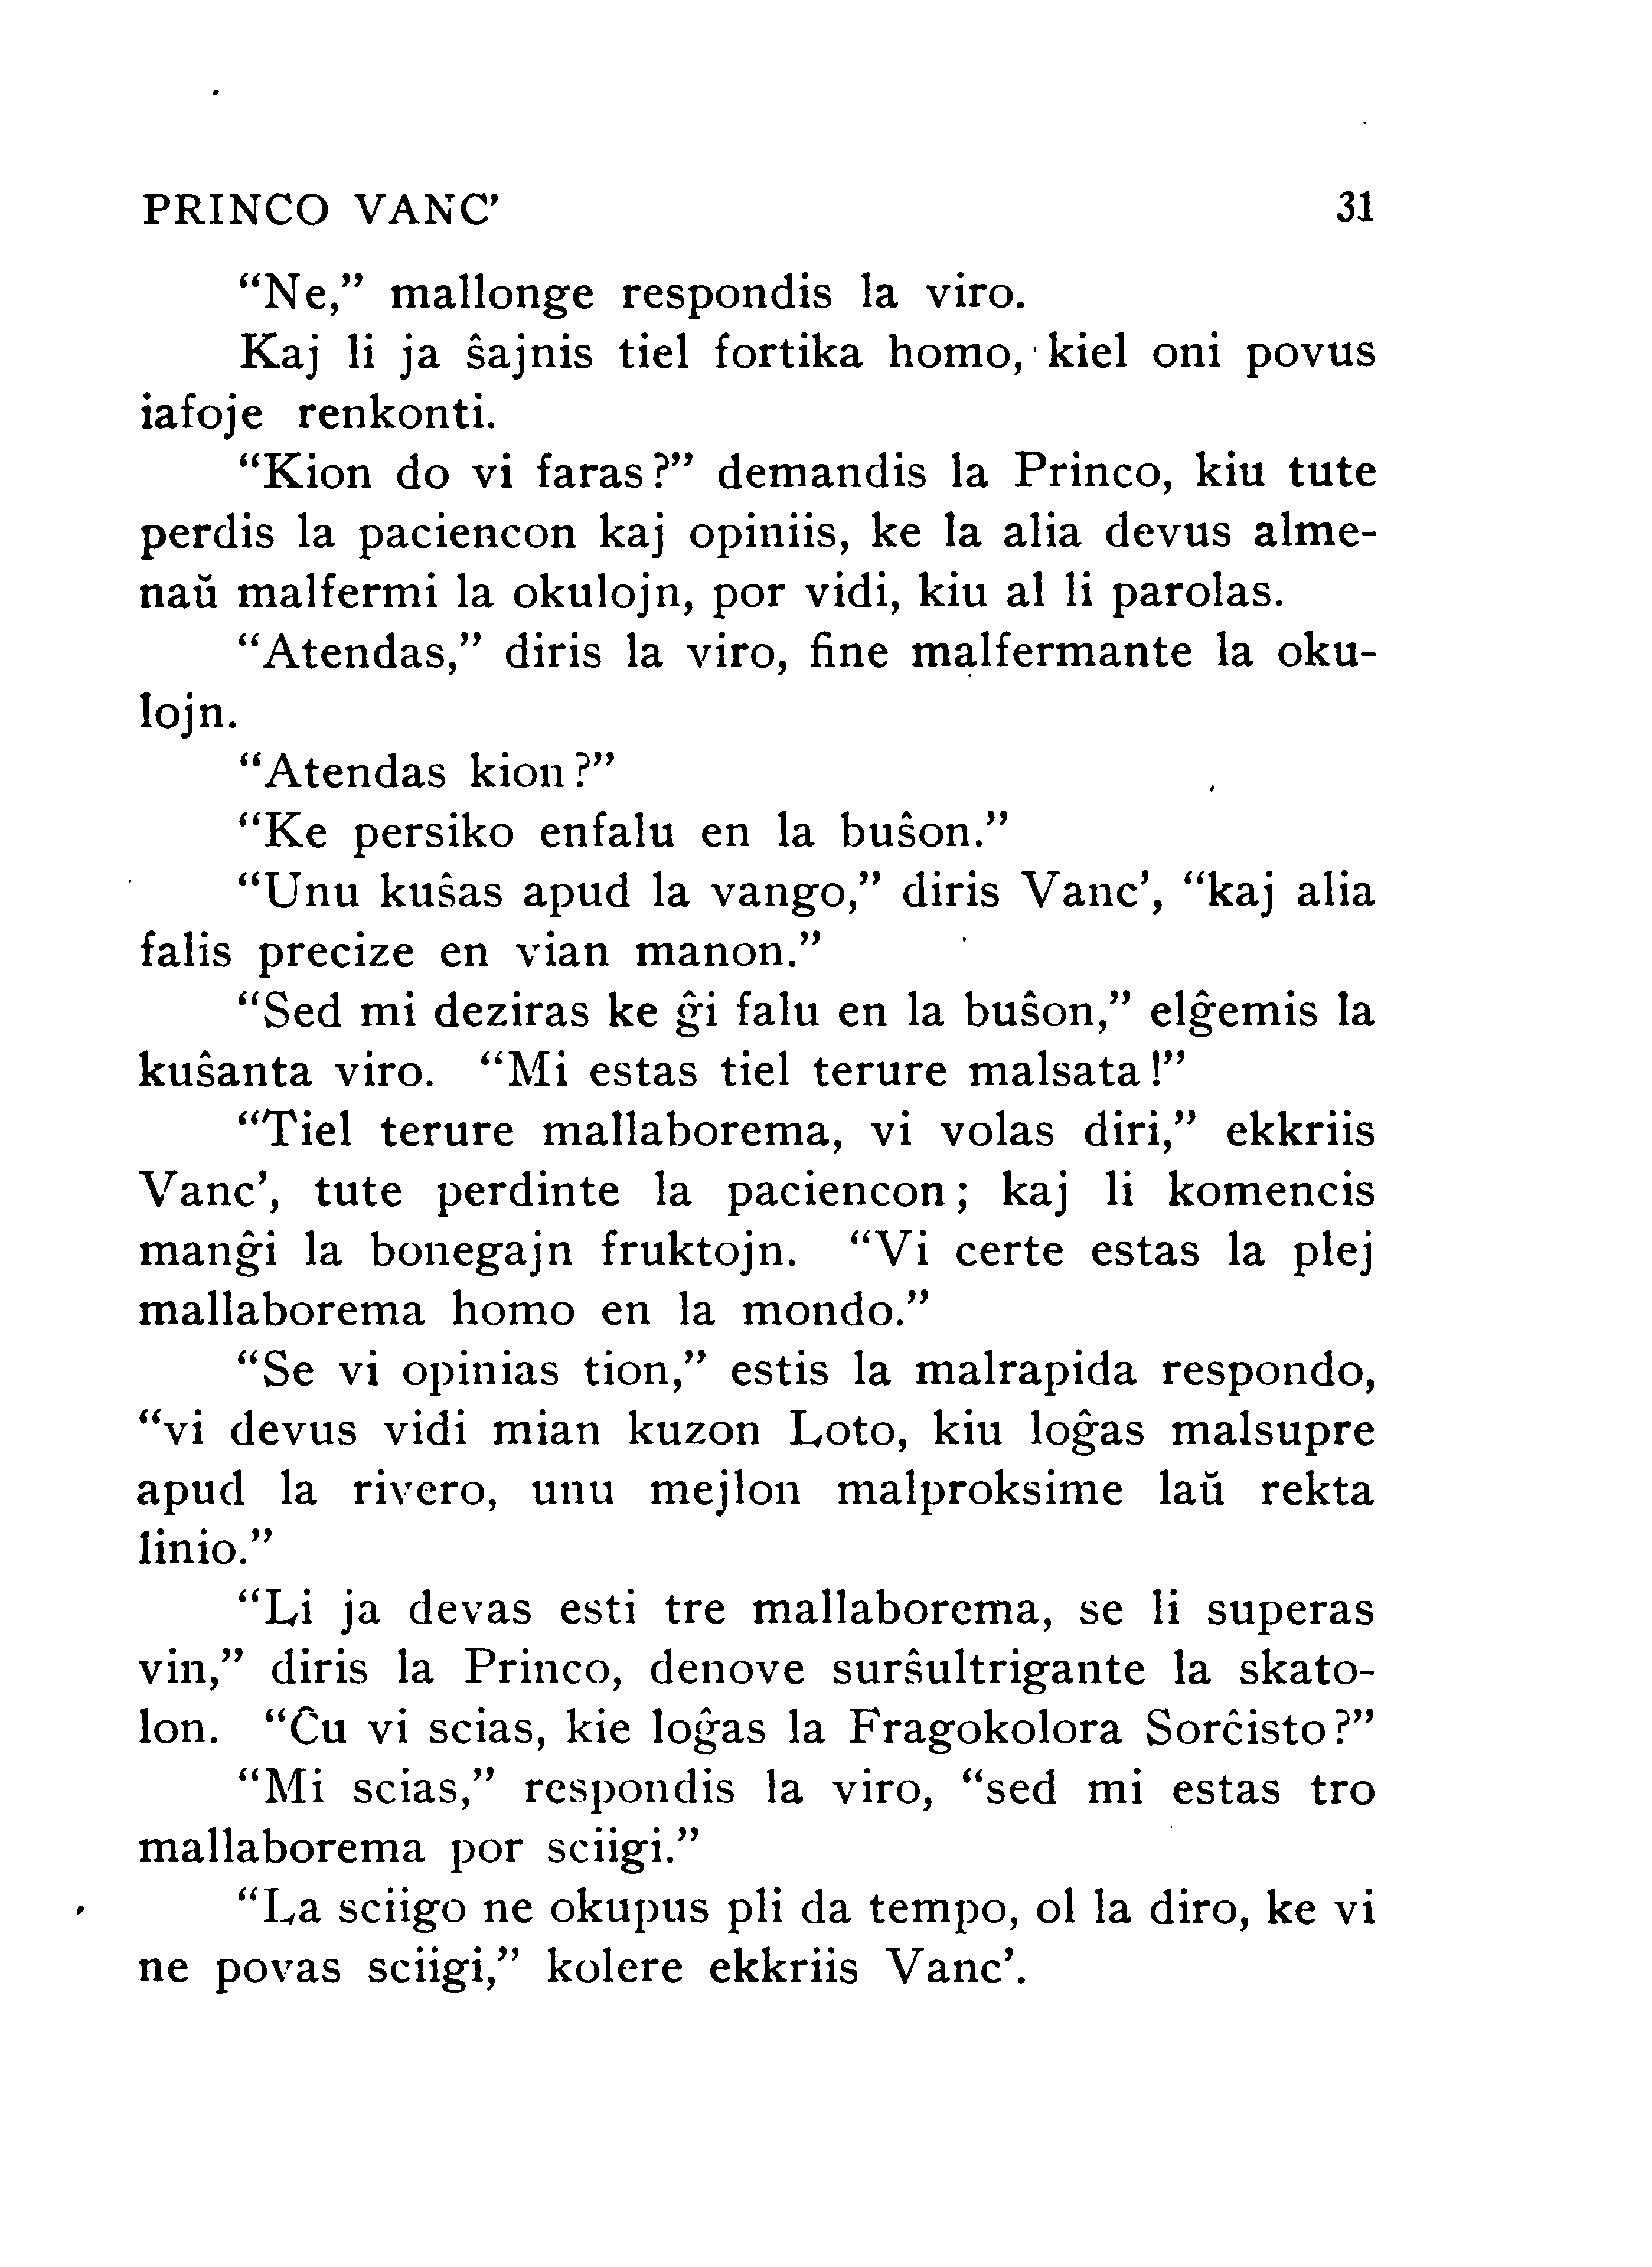 PRINCO VANC’ 31
“Ne,” mallonge respondis la viro.
Kaj li ja ŝajnis tiel fortika homo, kiel oni povus
iafoje renkonti.
“Kion do vi faras?” demandis la Princo, kiu tute
perdis la paciencon kaj opiniis, ke la alia devus alme-
naŭ malfermi la okulojn, por vidi, kiu al li parolas.
“Atendas,” diris la viro, fine malfermante la oku-
lojn.
“Atendas kion?”
“Ke persiko enfalu en la buŝon.”
“Unu kuŝas apud la vango,” diris Vanc’, “kaj alia
falis precize en vian manon.”
“Sed mi deziras ke ĝi falu en la buŝon,” elĝemis la
kuŝanta viro. “Mi estas tiel terure malsata!”
“Tiel terure mallaborema, vi volas diri,” ekkriis
Vanc’, tute perdinte la paciencon; kaj li komencis
manĝi la bonegajn fruktojn. “Vi certe estas la plej
mallaborema homo en la mondo.”
“Se vi opinias tion,” estis la malrapida respondo,
“vi devus vidi mian kuzon Loto, kiu loĝas malsupre
apud la rivero, unu mejlon malproksime laŭ rekta
linio.”
“Li ja devas esti tre mallaborema, se li superas
vin,” diris la Princo, denove surŝultrigante la skato-
lon. “Ĉu vi scias, kie loĝas la Fragokolora Sorĉisto?”
“Mi scias,” respondis la viro, “sed mi estas tro
mallaborema por sciigi.”
“La sciigo ne okupus pli da tempo, ol la diro, ke vi
ne povas sciigi,” kolere ekkriis Vanc’.